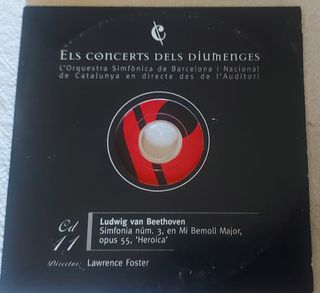 Els concerts dels diumenges
L'Orquestra Simfònica de Barcelona i Nacional
de Catalunya en directe des de l'Auditori
Cd
11
Ludwig van Beethoven
Simfonia núm. 3, en Mi Bemoll Major,
opus 55, 'Heroica'
Director: Lawrence Foster